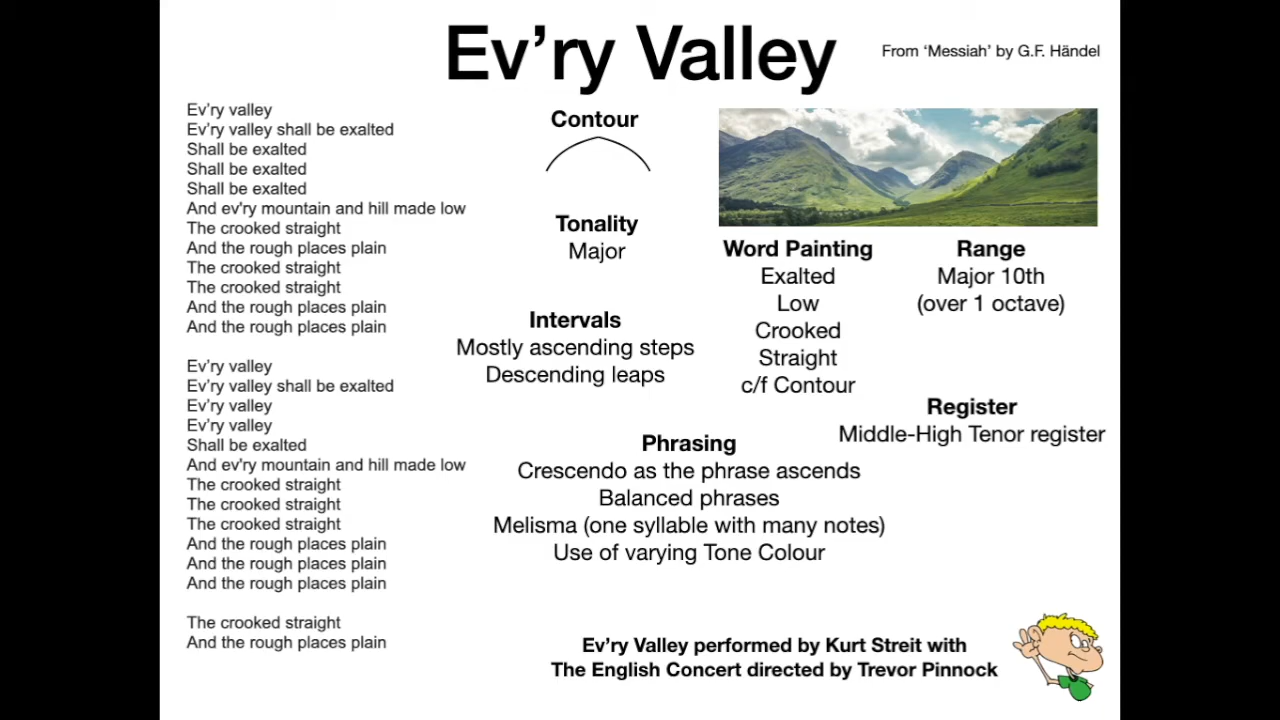 Ev’ry Valley
From ‘Messiah’ by G.F. Händel
Ev’ry valley
Ev’ry valley shall be exalted
Shall be exalted
Shall be exalted
Shall be exalted
And ev'ry mountain and hill made low
The crooked straight
And the rough places plain
The crooked straight
The crooked straight
And the rough places plain
And the rough places plain
Ev’ry valley
Ev’ry valley shall be exalted
Ev’ry valley
Ev’ry valley
Shall be exalted
And ev'ry mountain and hill made low
The crooked straight
The crooked straight
The crooked straight
And the rough places plain
And the rough places plain
And the rough places plain
The crooked straight
And the rough places plain
Contour
Tonality
Major
Intervals
Mostly ascending steps
Descending leaps
Word Painting
Exalted
Low
Crooked
Straight
c/f Contour
Range
Major 10th
(over 1 octave)
Register
Middle-High Tenor register
Phrasing
Crescendo as the phrase ascends
Balanced phrases
Melisma (one syllable with many notes)
Use of varying Tone Colour
Ev’ry Valley performed by Kurt Streit with
The English Concert directed by Trevor Pinnock